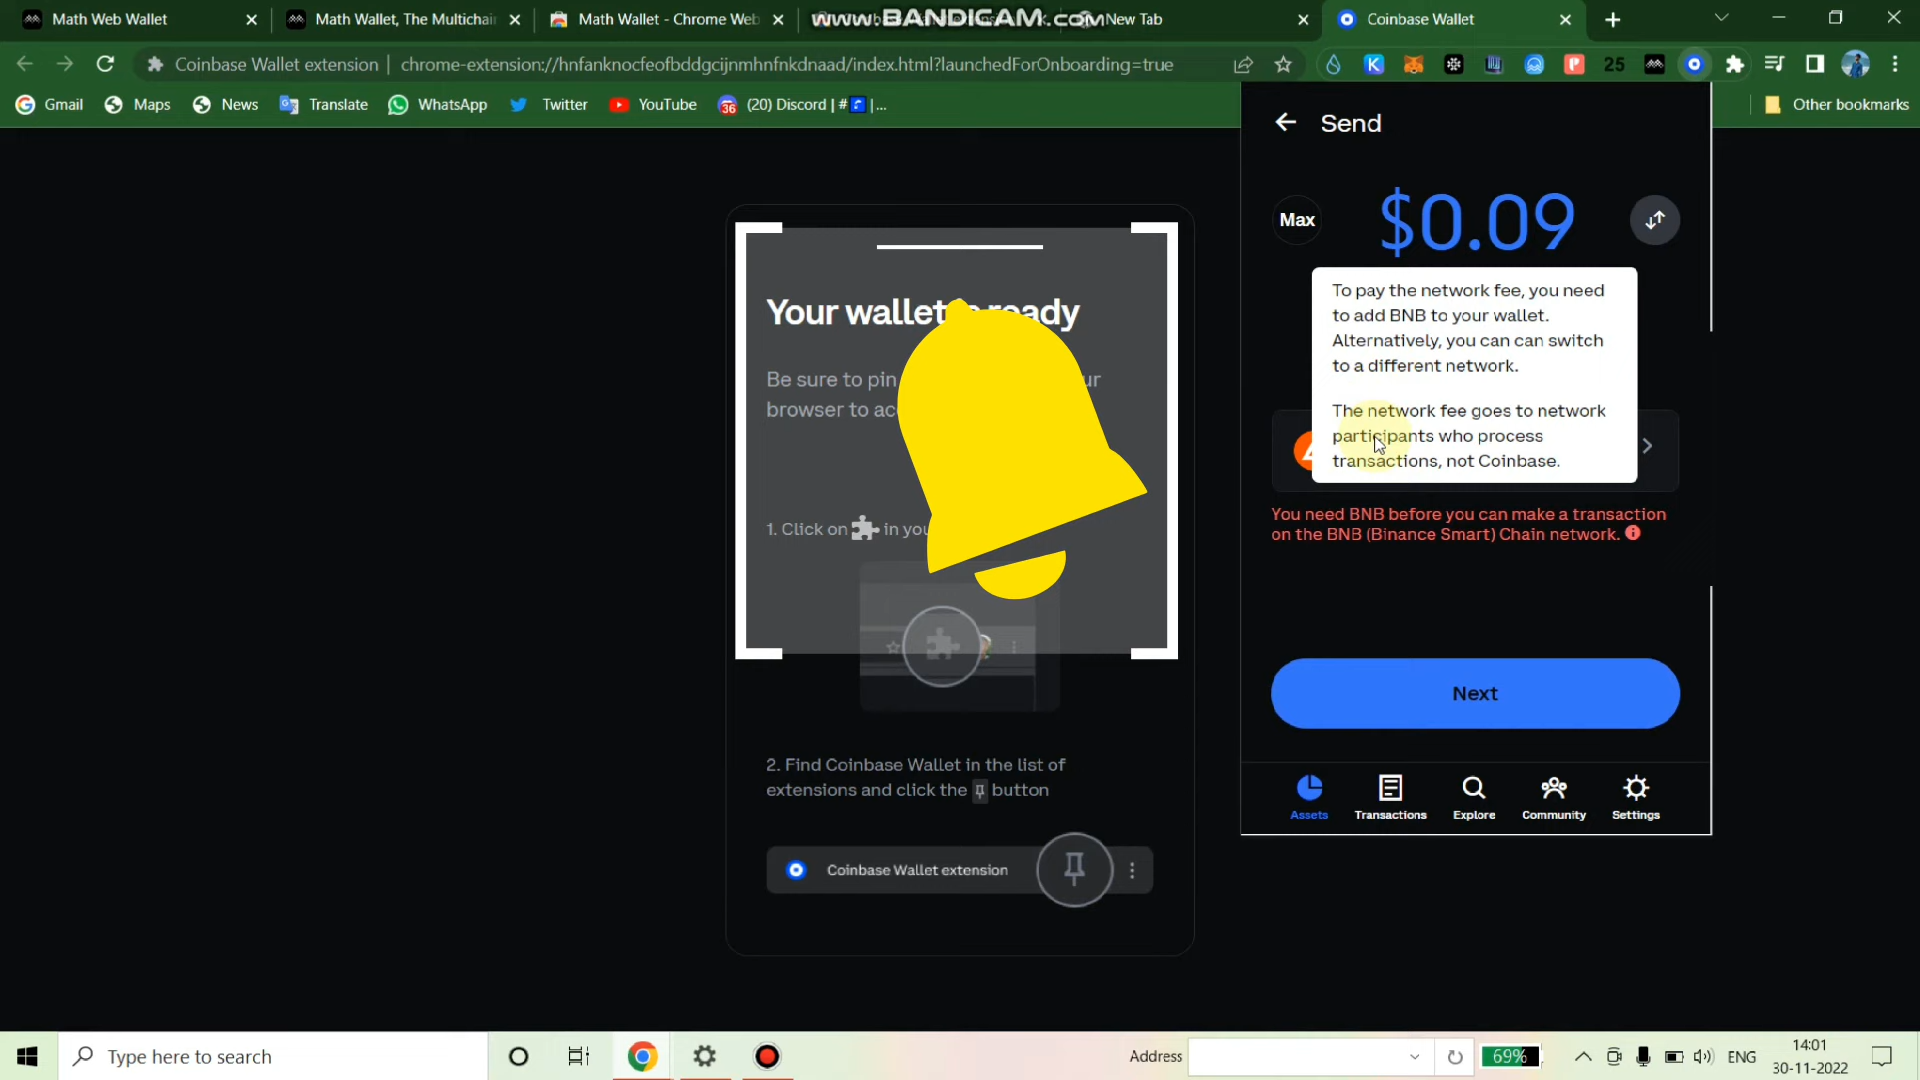 Math Web Wallet
Math Wallet, The Multichain
Math Wallet - Chrome Web
www.BANDICAM.com
New Tab
Coinbase Wallet
Coinbase Wallet extension | chrome-extension://hnfanknocfeofbddgcijnmhnfnkdnaad/index.html?launchedForOnboarding=true
25
Gmail
Maps
News
Translate
WhatsApp
Twitter
YouTube
36
(20) Discord | # | ...
Other bookmarks
Send
Max
$0.09
To pay the network fee, you need
to add BNB to your wallet.
Alternatively, you can can switch
to a different network.
The network fee goes to network
participants who process
transactions, not Coinbase.
You need BNB before you can make a transaction
on the BNB (Binance Smart) Chain network.
Next
Assets
Transactions
Explore
Community
Settings
Your wallet ready
Be sure to pin
browser to
1. Click on in
2. Find Coinbase Wallet in the list of
extensions and click the button
Coinbase Wallet extension
Type here to search
Address
69%
ENG
14:01
30-11-2022